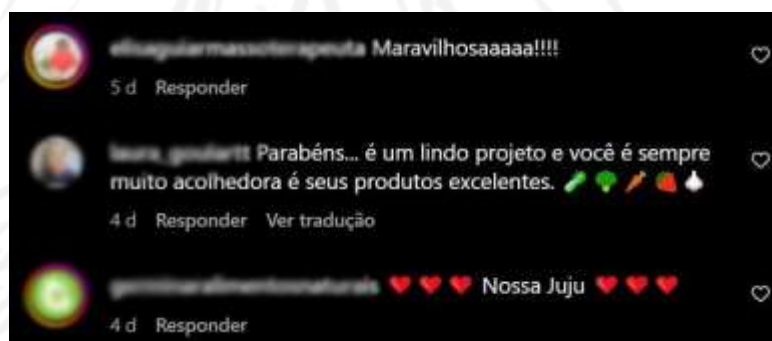 Maravilhosaaaaa!!!!
5 d Responder
Parabéns... é um lindo projeto e você é sempre
muito acolhedora é seus produtos excelentes. 🥒🥦🥕🍓🧄
4 d Responder Ver tradução
❤️❤️❤️ Nossa Juju ❤️❤️❤️
4 d Responder